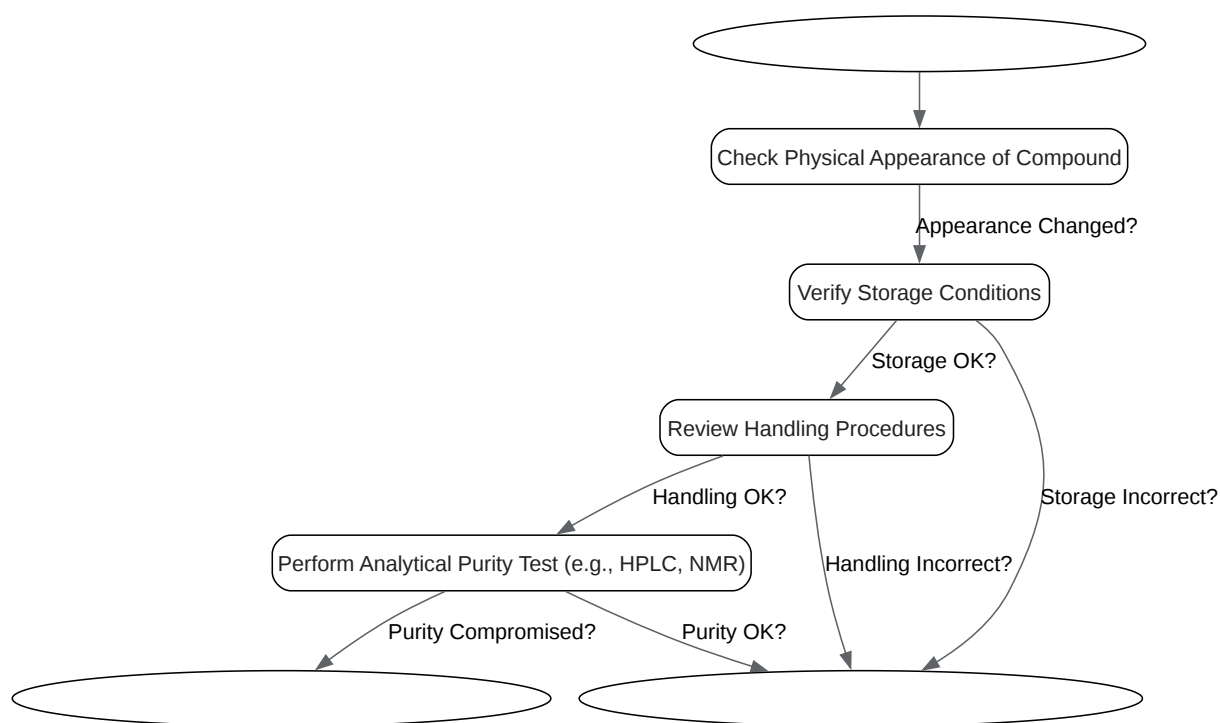 Check Physical Appearance of Compound
Appearance Changed?
Verify Storage Conditions
Storage OK?
Review Handling Procedures
Handling OK?
Storage Incorrect?
Perform Analytical Purity Test (e.g., HPLC, NMR)
Handling Incorrect?
Purity Compromised?
Purity OK?